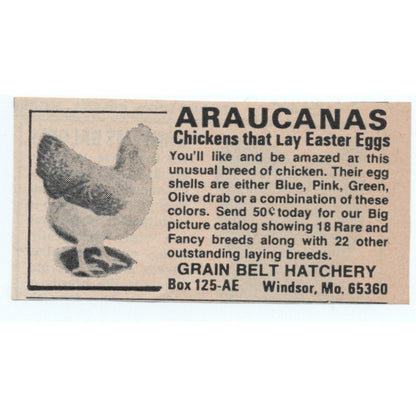 ARAUCANAS
Chickens that Lay Easter Eggs
You'll like and be amazed at this
unusual breed of chicken. Their egg
shells are either Blue, Pink, Green,
Olive drab or a combination of these
colors. Send 50¢ today for our Big
picture catalog showing 18 Rare and
Fancy breeds along with 22 other
outstanding laying breeds.
GRAIN BELT HATCHERY
Box 125-AE Windsor, Mo. 65360